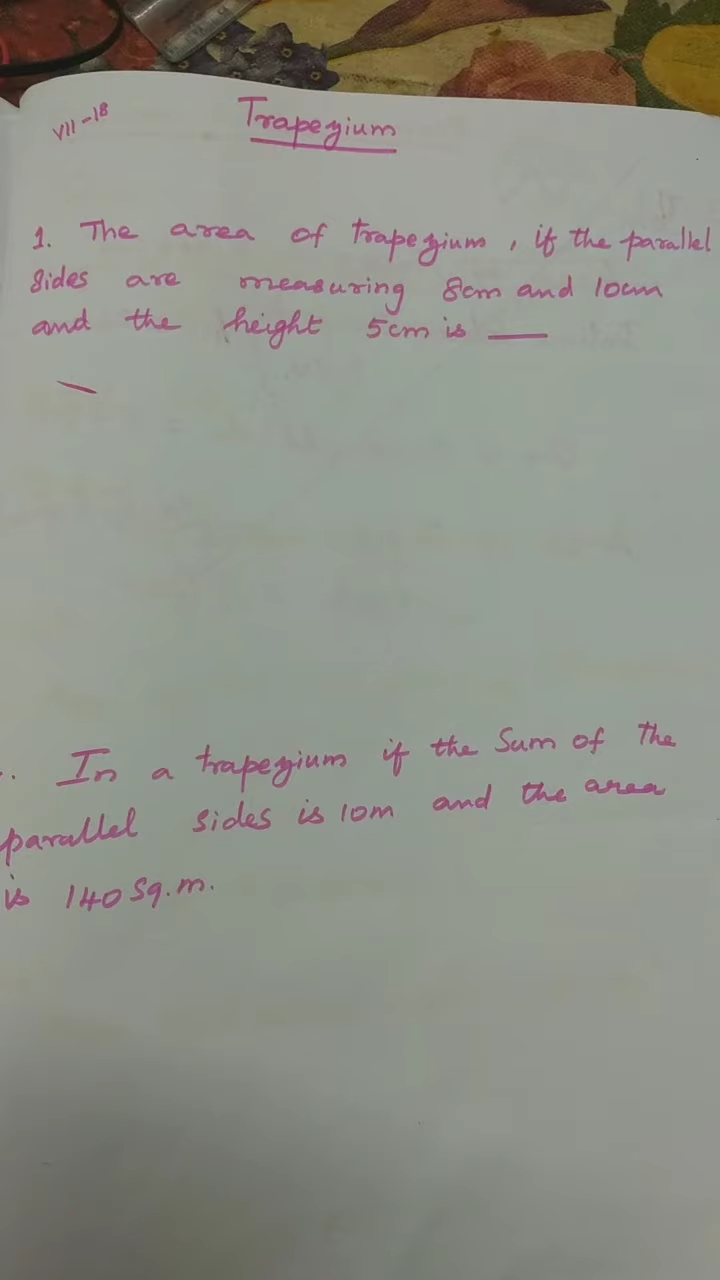 VII-18
Trapezium
1. The area of trapezium, if the parallel
sides are measuring 8cm and 10cm
and the height 5cm is ___
In a trapezium if the Sum of The
parallel sides is 10m and the area
is 140 Sq.m.